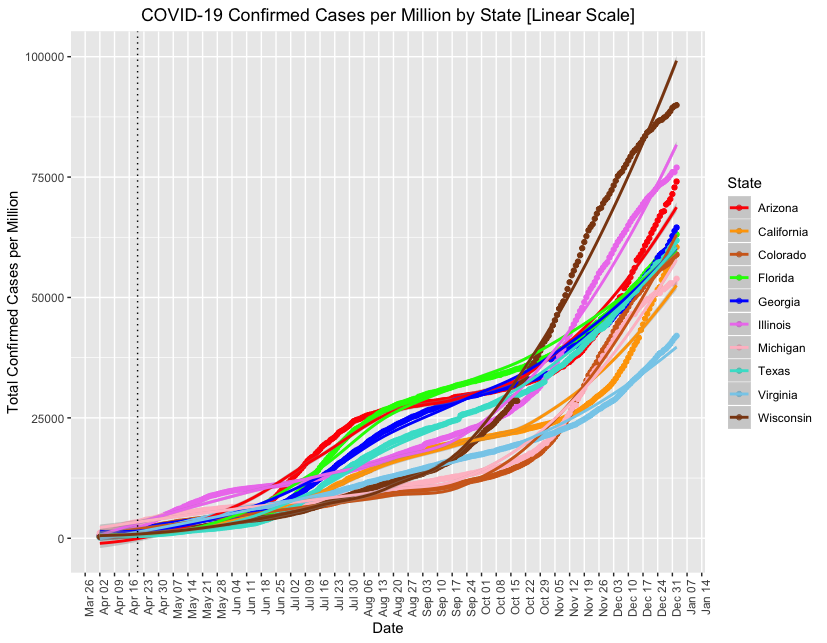 COVID-19 Confirmed Cases per Million by State [Linear Scale]
Total Confirmed Cases per Million
100000
75000
50000
25000
0
Mar 26
Apr 02
Apr 09
Apr 16
Apr 23
Apr 30
May 07
May 14
May 21
May 28
Jun 04
Jun 11
Jun 18
Jun 25
Jul 02
Jul 09
Jul 16
Jul 23
Jul 30
Aug 06
Aug 13
Aug 20
Aug 27
Sep 03
Sep 10
Sep 17
Sep 24
Oct 01
Oct 08
Oct 15
Oct 22
Oct 29
Nov 05
Nov 12
Nov 19
Nov 26
Dec 03
Dec 10
Dec 17
Dec 24
Dec 31
Jan 07
Jan 14
Date
State
Arizona
California
Colorado
Florida
Georgia
Illinois
Michigan
Texas
Virginia
Wisconsin